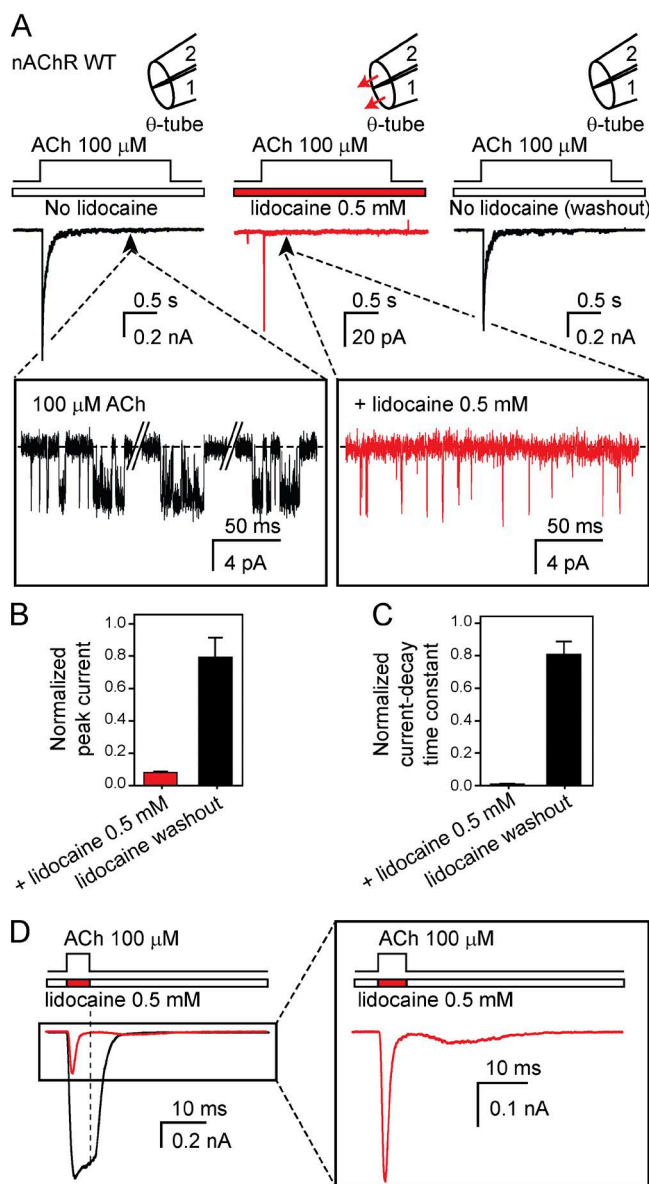 A
nAChR WT
2
1
θ-tube
2
1
θ-tube
2
1
θ-tube
ACh 100 μM
ACh 100 μM
ACh 100 μM
No lidocaine
lidocaine 0.5 mM
No lidocaine (washout)
0.5 s
0.2 nA
0.5 s
20 pA
0.5 s
0.2 nA
100 μM ACh
50 ms
4 pA
+ lidocaine 0.5 mM
50 ms
4 pA
B
Normalized
peak current
1.0
0.8
0.6
0.4
0.2
0.0
+ lidocaine 0.5 mM
lidocaine washout
C
Normalized
current-decay
time constant
1.0
0.8
0.6
0.4
0.2
0.0
+ lidocaine 0.5 mM
lidocaine washout
D
ACh 100 μM
lidocaine 0.5 mM
10 ms
0.2 nA
ACh 100 μM
lidocaine 0.5 mM
10 ms
0.1 nA